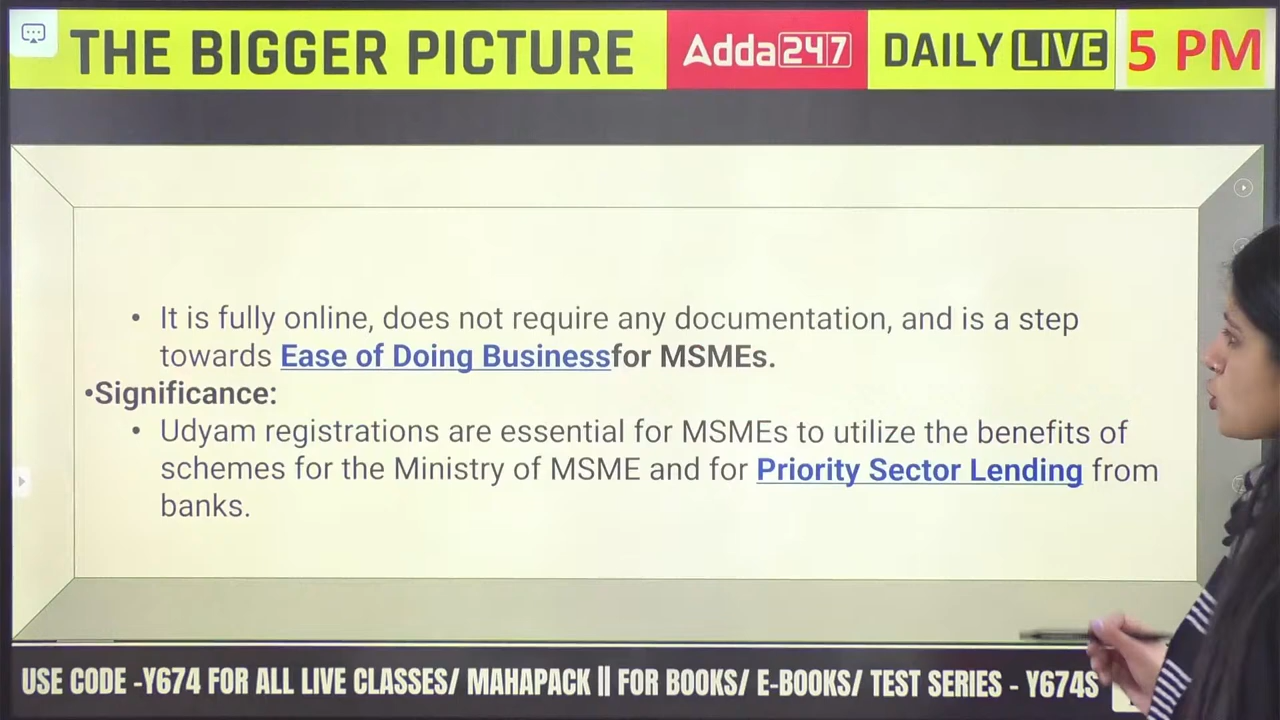 THE BIGGER PICTURE
Adda247
DAILY LIVE
5 PM
• It is fully online, does not require any documentation, and is a step
towards Ease of Doing Businessfor MSMEs.
•Significance:
• Udyam registrations are essential for MSMEs to utilize the benefits of
schemes for the Ministry of MSME and for Priority Sector Lending from
banks.
USE CODE -Y674 FOR ALL LIVE CLASSES/ MAHAPACK || FOR BOOKS/ E-BOOKS/ TEST SERIES - Y674S